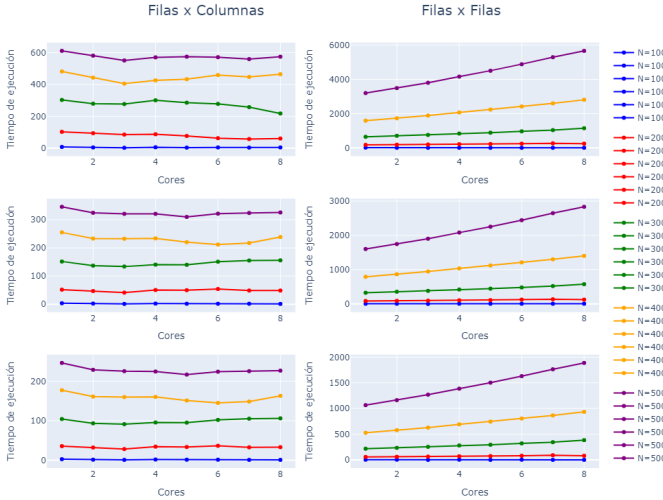 Filas x Columnas
Filas x Filas
Tiempo de ejecución
600
400
200
0
2
4
6
8
Cores
Tiempo de ejecución
6000
4000
2000
0
2
4
6
8
Cores
Tiempo de ejecución
300
200
100
0
2
4
6
8
Cores
Tiempo de ejecución
3000
2000
1000
0
2
4
6
8
Cores
Tiempo de ejecución
200
100
0
2
4
6
8
Cores
Tiempo de ejecución
2000
1500
1000
500
0
2
4
6
8
Cores
N=100
N=100
N=100
N=100
N=100
N=100
N=200
N=200
N=200
N=200
N=200
N=200
N=300
N=300
N=300
N=300
N=300
N=300
N=400
N=400
N=400
N=400
N=400
N=400
N=500
N=500
N=500
N=500
N=500
N=500